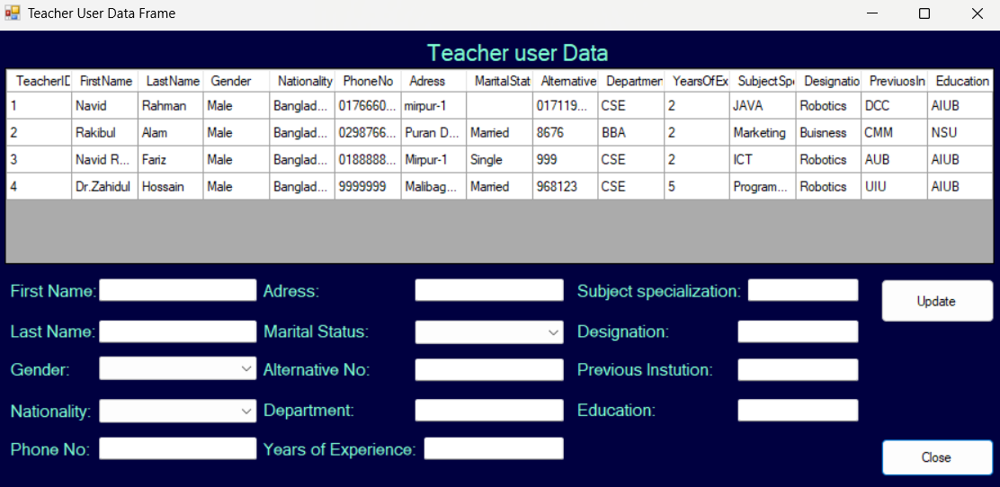 Teacher User Data Frame
Teacher user Data
TeacherID FirstName LastName Gender Nationality PhoneNo Adress MaritalStat Alternative Departmen YearsOfEx SubjectSpe Designatio PreviuosIn Education
1 Navid Rahman Male Banglad... 0176660... mirpur-1 017119... CSE 2 JAVA Robotics DCC AIUB
2 Rakibul Alam Male Banglad... 0298766... Puran D... Married 8676 BBA 2 Marketing Buisness CMM NSU
3 Navid R... Fariz Male Banglad... 0188888... Mirpur-1 Single 999 CSE 2 ICT Robotics AUB AIUB
4 Dr.Zahidul Hossain Male Banglad... 9999999 Malibag... Married 968123 CSE 5 Program... Robotics UIU AIUB
First Name: Adress: Subject specialization: Update
Last Name: Marital Status: Designation:
Gender: Alternative No: Previous Instution:
Nationality: Department: Education:
Phone No: Years of Experience: Close